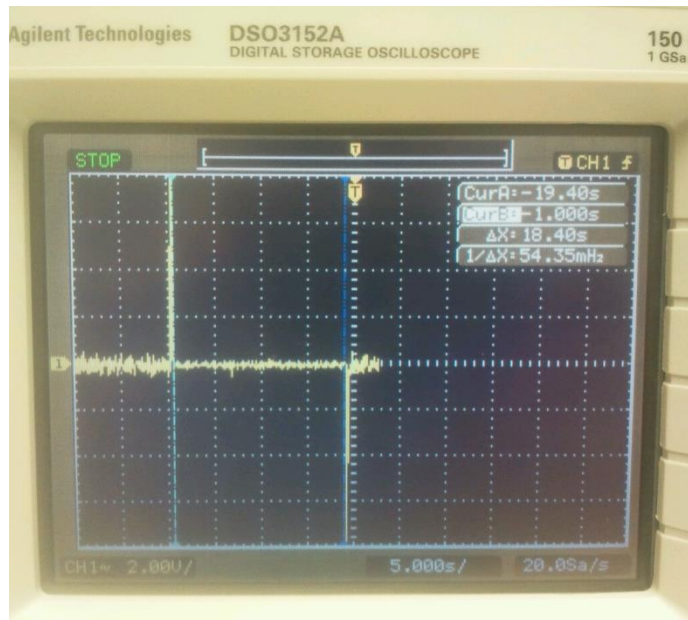 Agilent Technologies
DSO3152A
DIGITAL STORAGE OSCILLOSCOPE
150
1 GSa
STOP
T
T CH1
T
CurA:-19.40s
CurB:-1.000s
ΔX: 18.40s
1/ΔX: 54.35mHz
1
CH1~ 2.00V/
5.000s/
20.0Sa/s